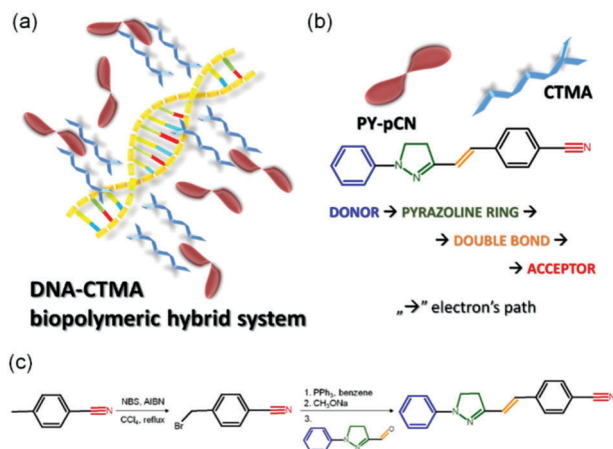 (a)
DNA-CTMA
biopolymeric hybrid system
(b)
PY-pCN
CTMA
N
N
N
DONOR → PYRAZOLINE RING →
→ DOUBLE BOND →
→ ACCEPTOR
„→" electron's path
(c)
N
NBS, AIBN
CCl₄, reflux
Br
N
1. PPh₃, benzene
2. CH₃ONa
3.
N
N
O
N
N
N